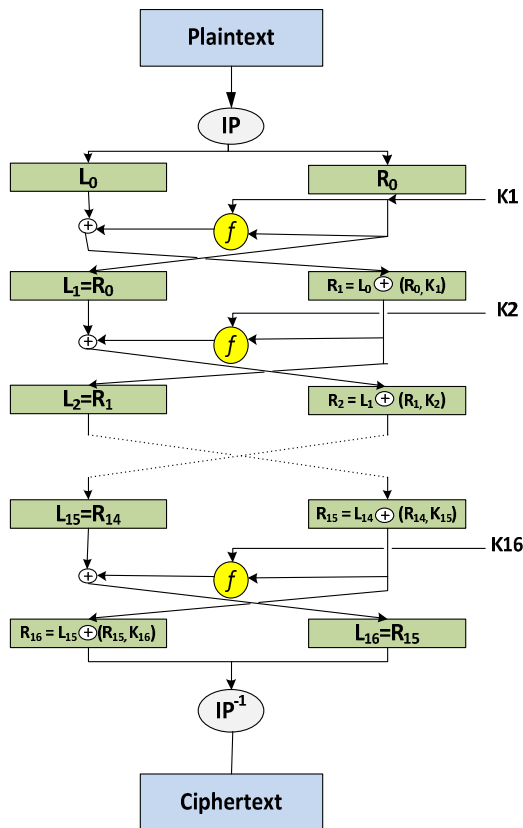 Plaintext
IP
L₀
R₀
K1
+
f
L₁=R₀
R₁ = L₀ + (R₀, K₁)
K2
+
f
L₂=R₁
R₂ = L₁ + (R₁, K₂)
L₁₅=R₁₄
R₁₅ = L₁₄ + (R₁₄, K₁₅)
K16
+
f
R₁₆ = L₁₅ + (R₁₅, K₁₆)
L₁₆=R₁₅
IP⁻¹
Ciphertext